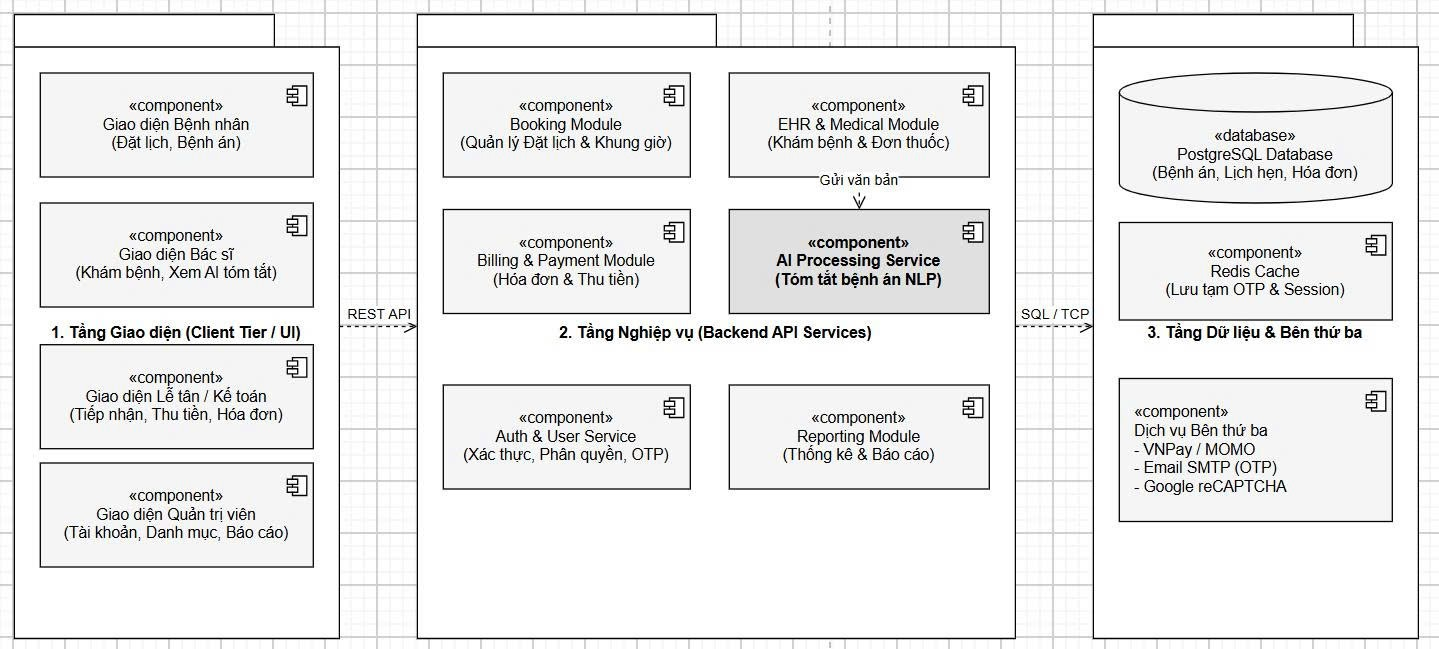 «component»
Giao diện Bệnh nhân
(Đặt lịch, Bệnh án)
«component»
Giao diện Bác sĩ
(Khám bệnh, Xem AI tóm tắt)
1. Tầng Giao diện (Client Tier / UI)
«component»
Giao diện Lễ tân / Kế toán
(Tiếp nhận, Thu tiền, Hóa đơn)
«component»
Giao diện Quản trị viên
(Tài khoản, Danh mục, Báo cáo)
REST API
«component»
Booking Module
(Quản lý Đặt lịch & Khung giờ)
«component»
EHR & Medical Module
(Khám bệnh & Đơn thuốc)
Gửi văn bản
«component»
Billing & Payment Module
(Hóa đơn & Thu tiền)
«component»
AI Processing Service
(Tóm tắt bệnh án NLP)
2. Tầng Nghiệp vụ (Backend API Services)
«component»
Auth & User Service
(Xác thực, Phân quyền, OTP)
«component»
Reporting Module
(Thống kê & Báo cáo)
SQL / TCP
«database»
PostgreSQL Database
(Bệnh án, Lịch hẹn, Hóa đơn)
«component»
Redis Cache
(Lưu tạm OTP & Session)
3. Tầng Dữ liệu & Bên thứ ba
«component»
Dịch vụ Bên thứ ba
- VNPay / MOMO
- Email SMTP (OTP)
- Google reCAPTCHA